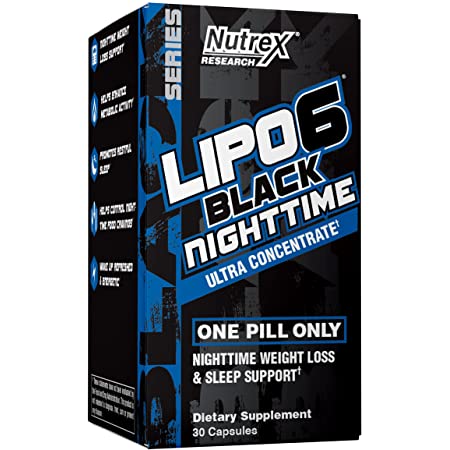 NIGHTTIME WEIGHT
LOSS SUPPORT
HELPS ENHANCE
METABOLIC ACTIVITY
PROMOTES RESTFUL
SLEEP
HELPS CONTROL NIGHT
TIME FOOD CRAVINGS
WAKE UP REFRESHED
& ENERGETIC
BLACK
SERIES
NUTREX
RESEARCH
LIPO6®
BLACK
NIGHTTIME
ULTRA CONCENTRATE†
ONE PILL ONLY
NIGHTTIME WEIGHT LOSS
& SLEEP SUPPORT†
Dietary Supplement
30 Capsules